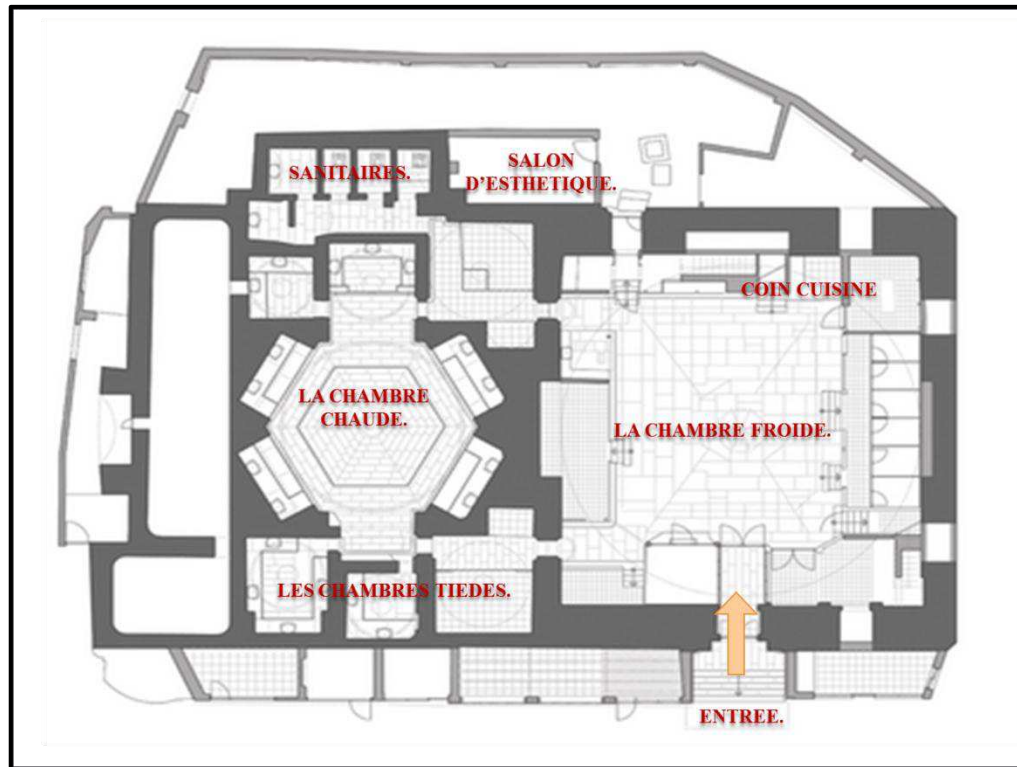 SANITAIRES.
SALON
D'ESTHETIQUE.
COIN CUISINE
LA CHAMBRE
CHAUDE.
LA CHAMBRE FROIDE.
LES CHAMBRES TIEDES.
ENTREE.